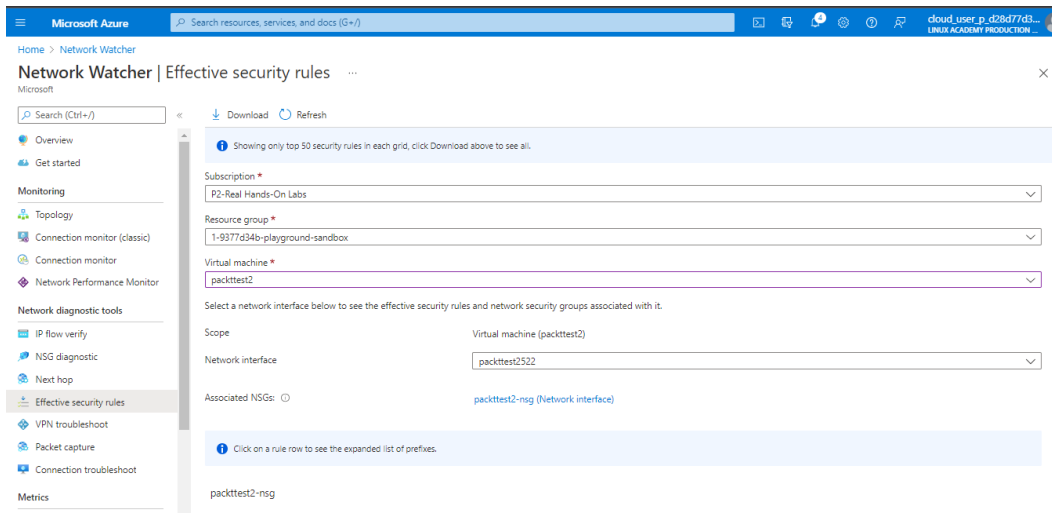 Microsoft Azure
Search resources, services, and docs (G+/)
4
cloud_user_p_d28d77d3...
LINUX ACADEMY PRODUCTION ...
Home > Network Watcher
Network Watcher | Effective security rules ...
Microsoft
Search (Ctrl+/)
«
Download
Refresh
Overview
Get started
Monitoring
Topology
Connection monitor (classic)
Connection monitor
Network Performance Monitor
Network diagnostic tools
IP flow verify
NSG diagnostic
Next hop
Effective security rules
VPN troubleshoot
Packet capture
Connection troubleshoot
Metrics
Showing only top 50 security rules in each grid, click Download above to see all.
Subscription *
P2-Real Hands-On Labs
Resource group *
1-9377d34b-playground-sandbox
Virtual machine *
packttest2
Select a network interface below to see the effective security rules and network security groups associated with it.
Scope
Virtual machine (packttest2)
Network interface
packttest2522
Associated NSGs:
packttest2-nsg (Network interface)
Click on a rule row to see the expanded list of prefixes.
packttest2-nsg